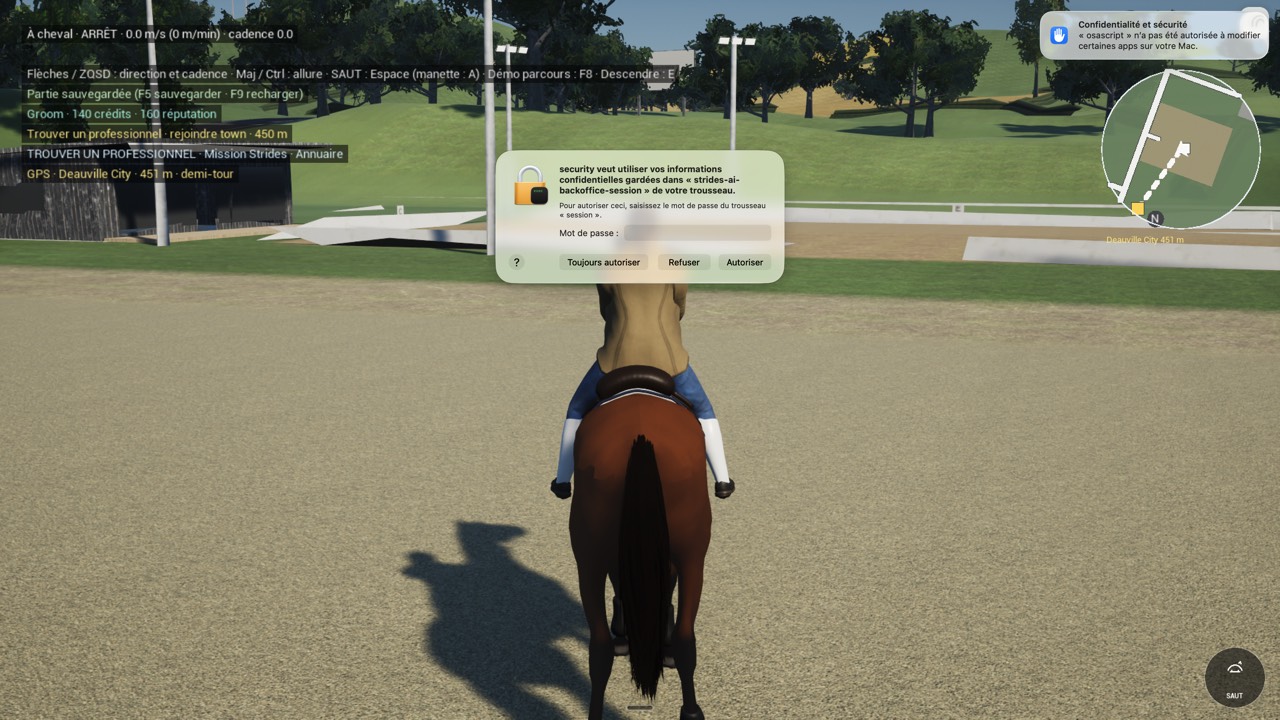 À cheval · ARRÊT · 0.0 m/s (0 m/min) · cadence 0.0
Flèches / ZQSD : direction et cadence · Maj / Ctrl : allure · SAUT : Espace (manette : A) · Démo parcours : F8 · Descendre : E
Partie sauvegardée (F5 sauvegarder · F9 recharger)
Groom · 140 crédits · 160 réputation
Trouver un professionnel · rejoindre town · 450 m
TROUVER UN PROFESSIONNEL · Mission Strides · Annuaire
GPS · Deauville City · 451 m · demi-tour
Confidentialité et sécurité
« osascript » n'a pas été autorisée à modifier
certaines apps sur votre Mac.
N
Deauville City 451 m
security veut utiliser vos informations
confidentielles gardées dans « strides-ai-
backoffice-session » de votre trousseau.
Pour autoriser ceci, saisissez le mot de passe du trousseau
« session ».
Mot de passe :
?
Toujours autoriser
Refuser
Autoriser
SAUT